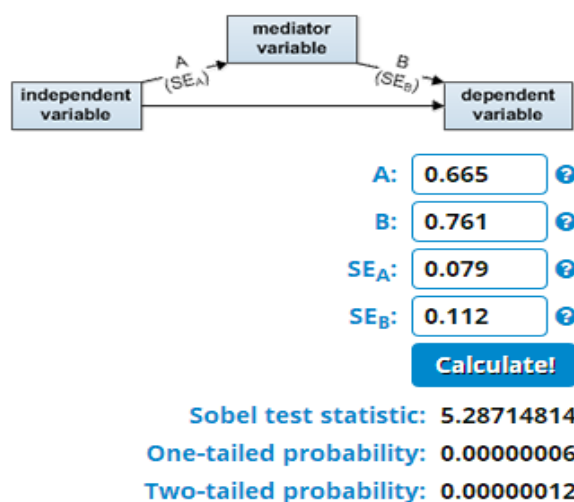 mediator
variable
A
(SEA)
B
(SEB)
independent
variable
dependent
variable
A: 0.665 ?
B: 0.761 ?
SEA: 0.079 ?
SEB: 0.112 ?
Calculate!
Sobel test statistic: 5.28714814
One-tailed probability: 0.00000006
Two-tailed probability: 0.00000012